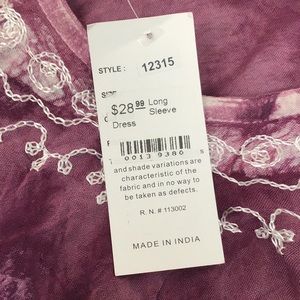 STYLE: 12315
$28.99 Long Sleeve Dress
0013 9380
and shade variations are
characteristic of the
fabric and in no way to
be taken as defects.
R.N.# 113002
MADE IN INDIA